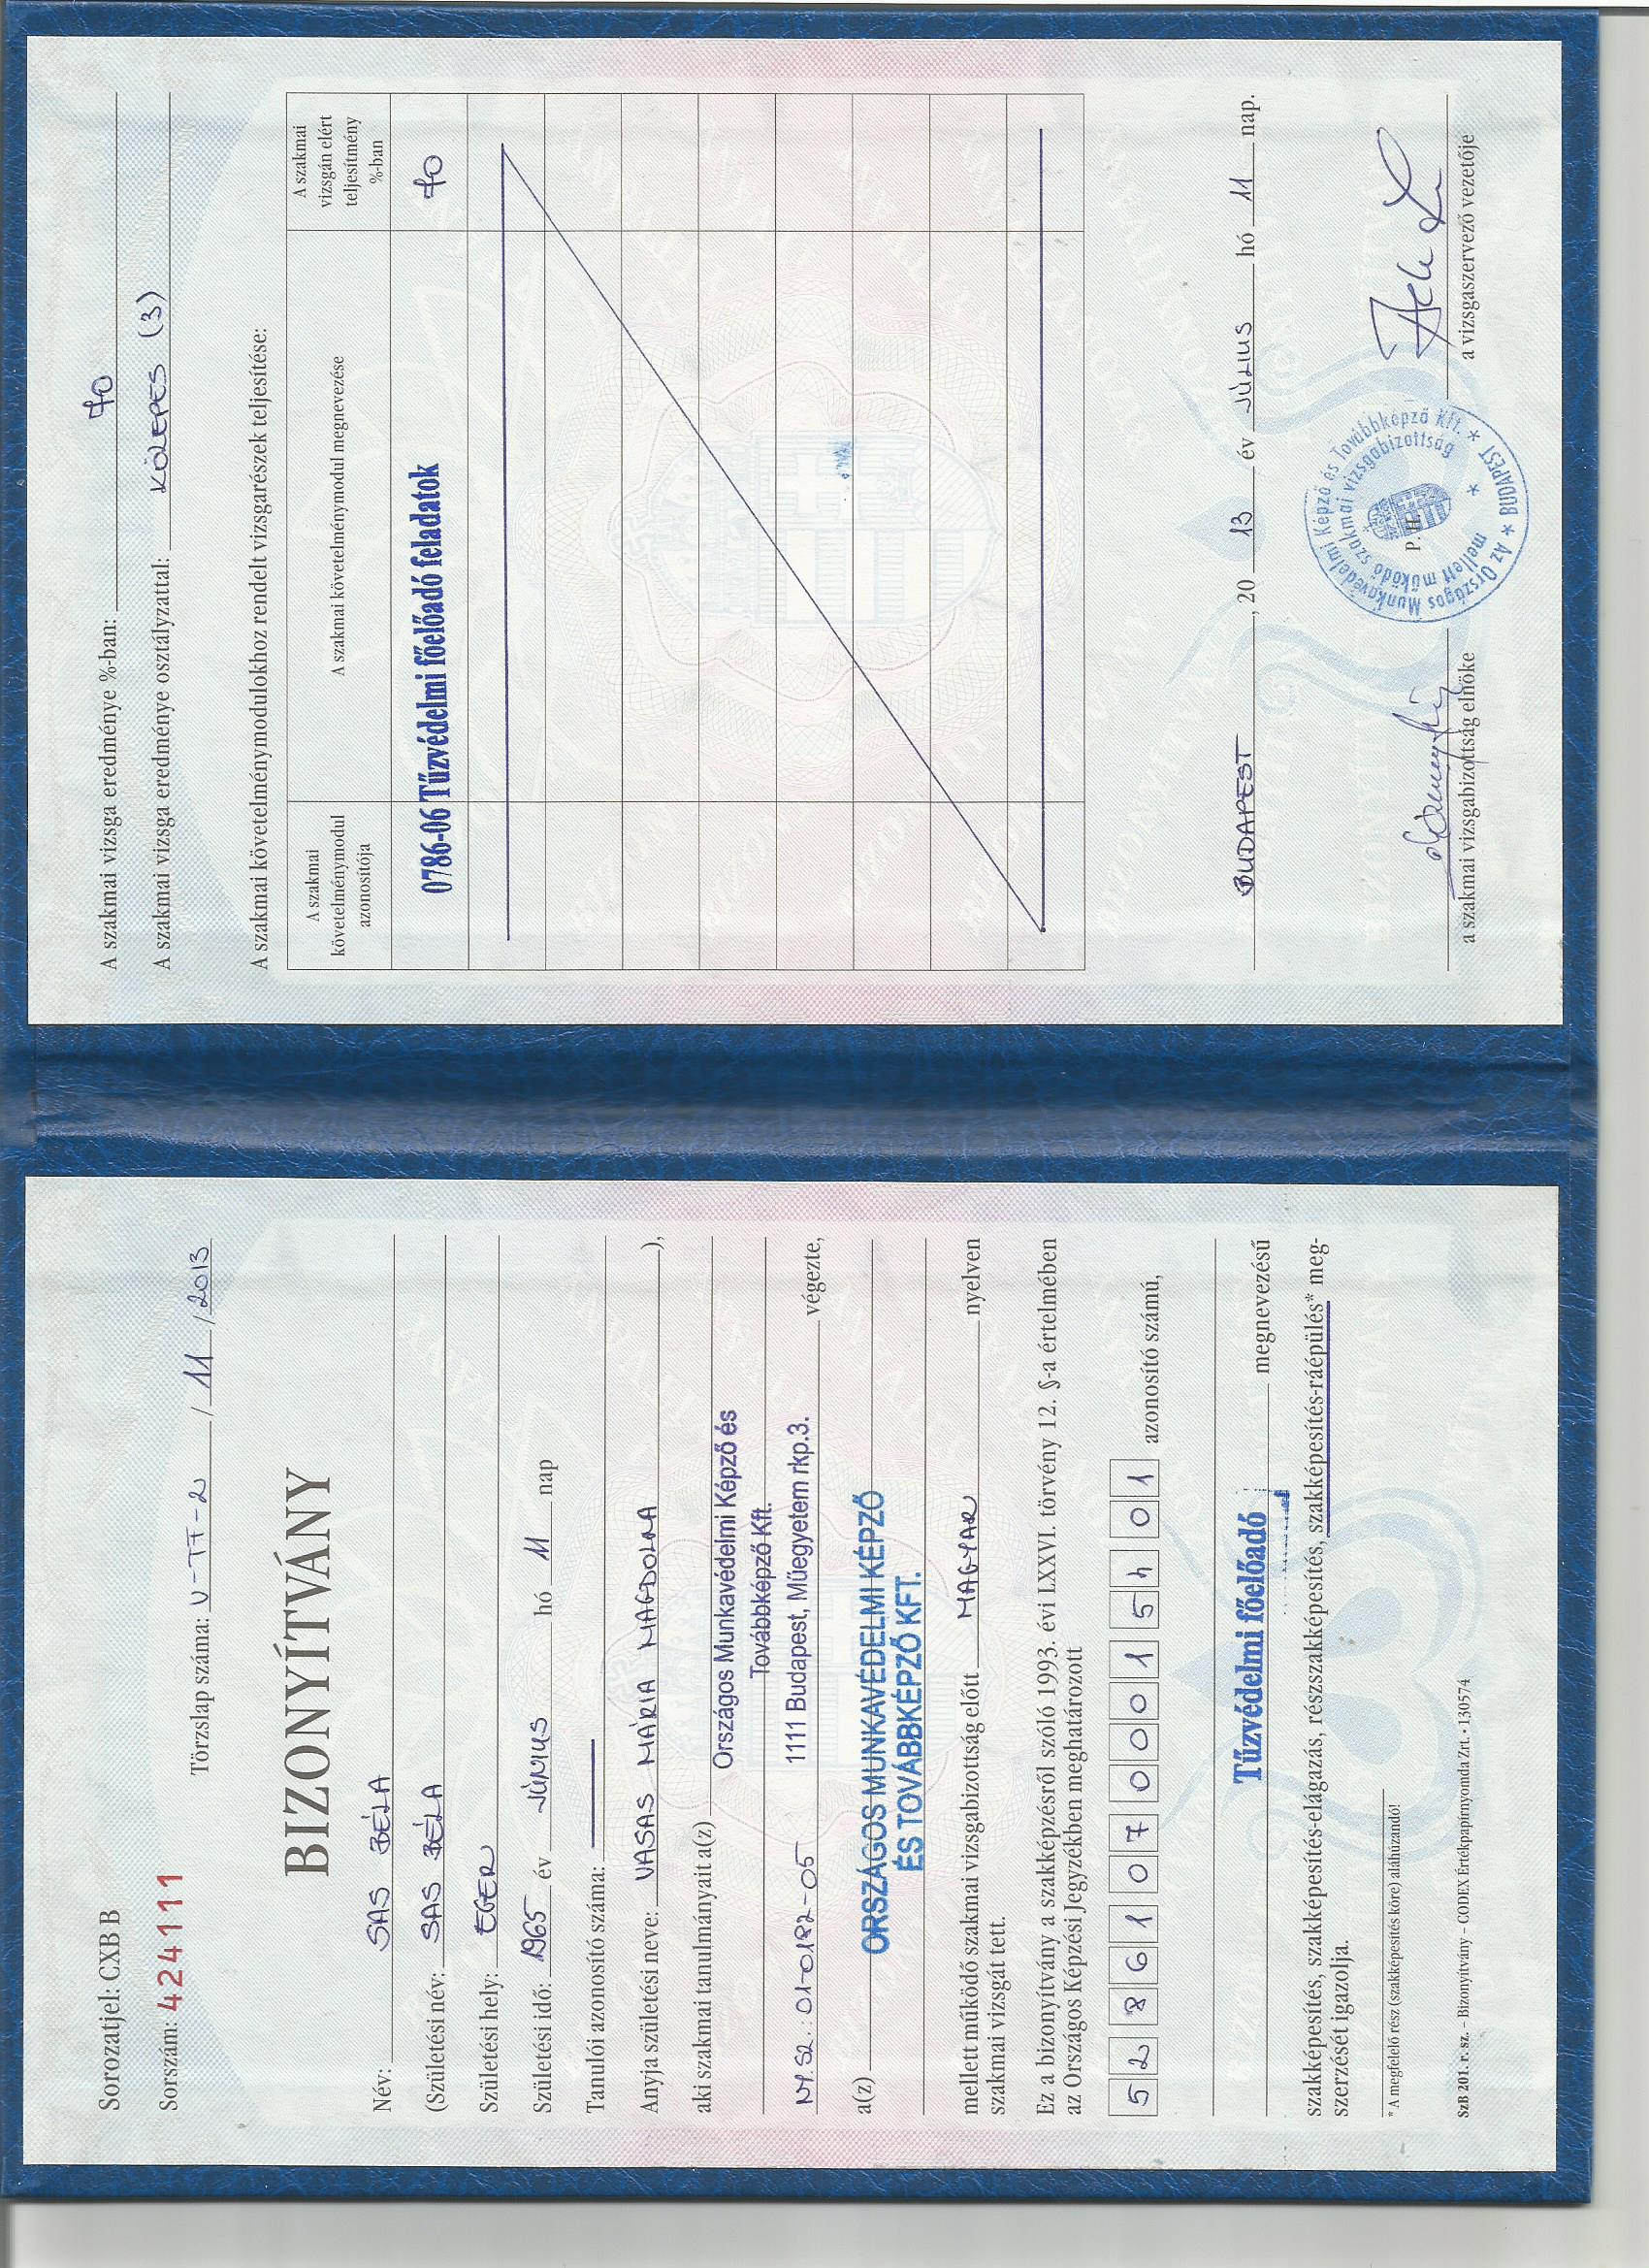 Sorozatjel: CXB B
Sorszám: 424111
Törzslap száma: V-TF-2 / 11 / 2013
BIZONYÍTVÁNY
Név: SAS BÉLA
(Születési név: SAS BÉLA
Születési hely: EGER
Születési idő: 1965 év JÚNIUS hó 11 nap
Tanulói azonosító száma:
Anyja születési neve: VASAS MÁRIA MAGDOLNA ),
aki szakmai tanulmányait a(z) Országos Munkavédelmi Képző és
Továbbképző Kft.
NY.SZ.: 01-0182-05 1111 Budapest, Műegyetem rkp.3. végezte,
a(z) ORSZÁGOS MUNKAVÉDELMI KÉPZŐ
ÉS TOVÁBBKÉPZŐ KFT.
mellett működő szakmai vizsgabizottság előtt MAGYAR nyelven
szakmai vizsgát tett.
Ez a bizonyítvány a szakképzésről szóló 1993. évi LXXVI. törvény 12. §-a értelmében
az Országos Képzési Jegyzékben meghatározott
5 2 8 6 1 0 7 0 0 0 1 5 4 0 1 azonosító számú,
Tűzvédelmi főelőadó megnevezésű
szakképesítés, szakképesítés-elágazás, részszakképesítés, szakképesítés-ráépülés* meg-
szerzését igazolja.
* A megfelelő rész (szakképesítés köre) aláhúzandó!
SzB 201. r. sz. – Bizonyítvány – CODEX Értékpapírnyomda Zrt. • 130574
A szakmai vizsga eredménye %-ban: 70
A szakmai vizsga eredménye osztályzattal: KÖZEPES (3)
A szakmai követelménymodulokhoz rendelt vizsgarészek teljesítése:
A szakmai
követelménymodul
azonosítója
A szakmai követelménymodul megnevezése
A szakmai
vizsgán elért
teljesítmény
%-ban
0786-06 Tűzvédelmi főelőadó feladatok 70
BUDAPEST, 20 13 év JÚLIUS hó 11 nap.
P. H.
Az Országos Munkavédelmi Képző és Továbbképző Kft. * BUDAPEST *
mellett működő szakmai vizsgabizottság *
a szakmai vizsgabizottság elnöke
a vizsgaszervező vezetője